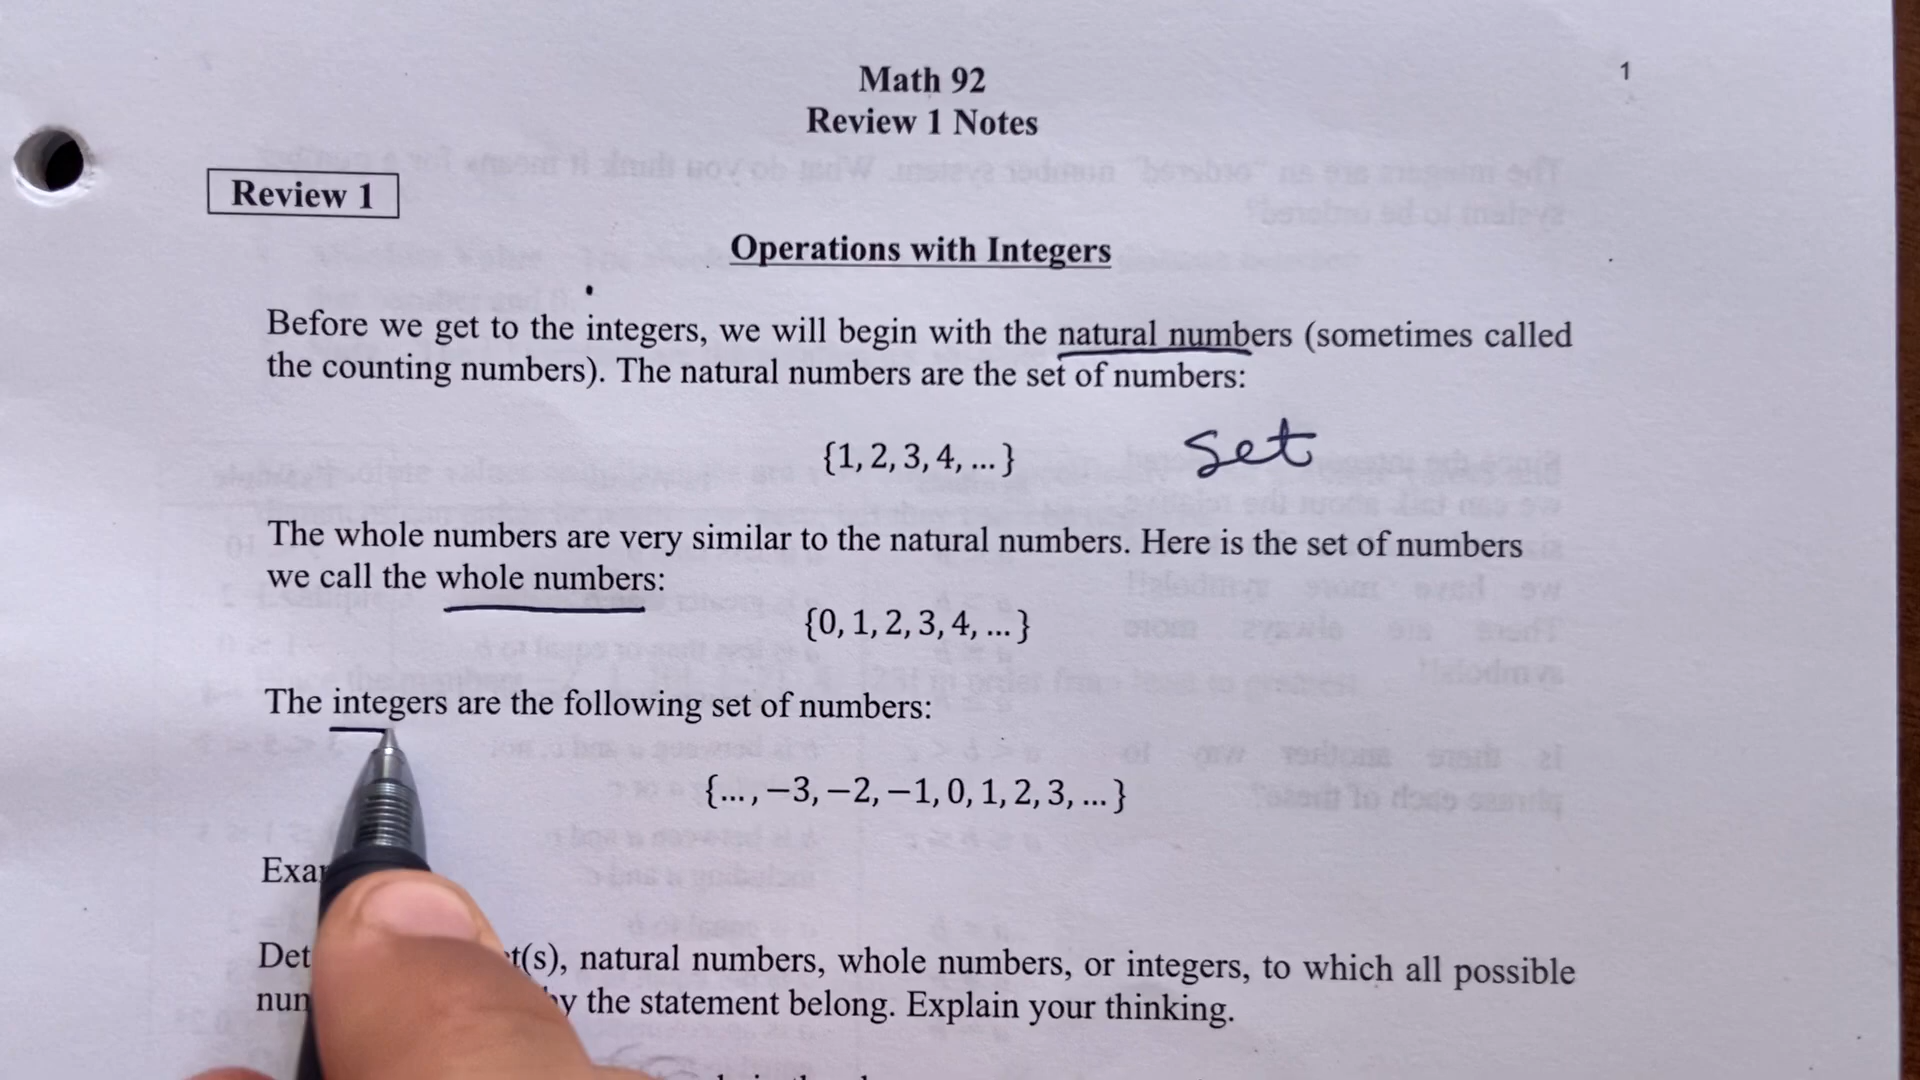 1
Math 92
Review 1 Notes
Review 1
Operations with Integers
Before we get to the integers, we will begin with the natural numbers (sometimes called
the counting numbers). The natural numbers are the set of numbers:
{1, 2, 3, 4, ... } set
The whole numbers are very similar to the natural numbers. Here is the set of numbers
we call the whole numbers:
{0, 1, 2, 3, 4, ... }
The integers are the following set of numbers:
{..., −3, −2, −1, 0, 1, 2, 3, ... }
natural numbers, whole numbers, or integers, to which all possible
the statement belong. Explain your thinking.